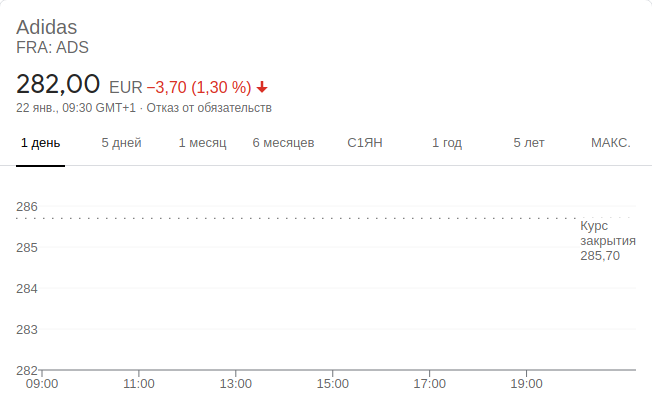 Adidas
FRA: ADS
282,00 EUR −3,70 (1,30 %)
22 янв., 09:30 GMT+1 · Отказ от обязательств
1 день 5 дней 1 месяц 6 месяцев С1ЯН 1 год 5 лет МАКС.
286
Курс
закрытия
285,70
285
284
283
282
09:00 11:00 13:00 15:00 17:00 19:00